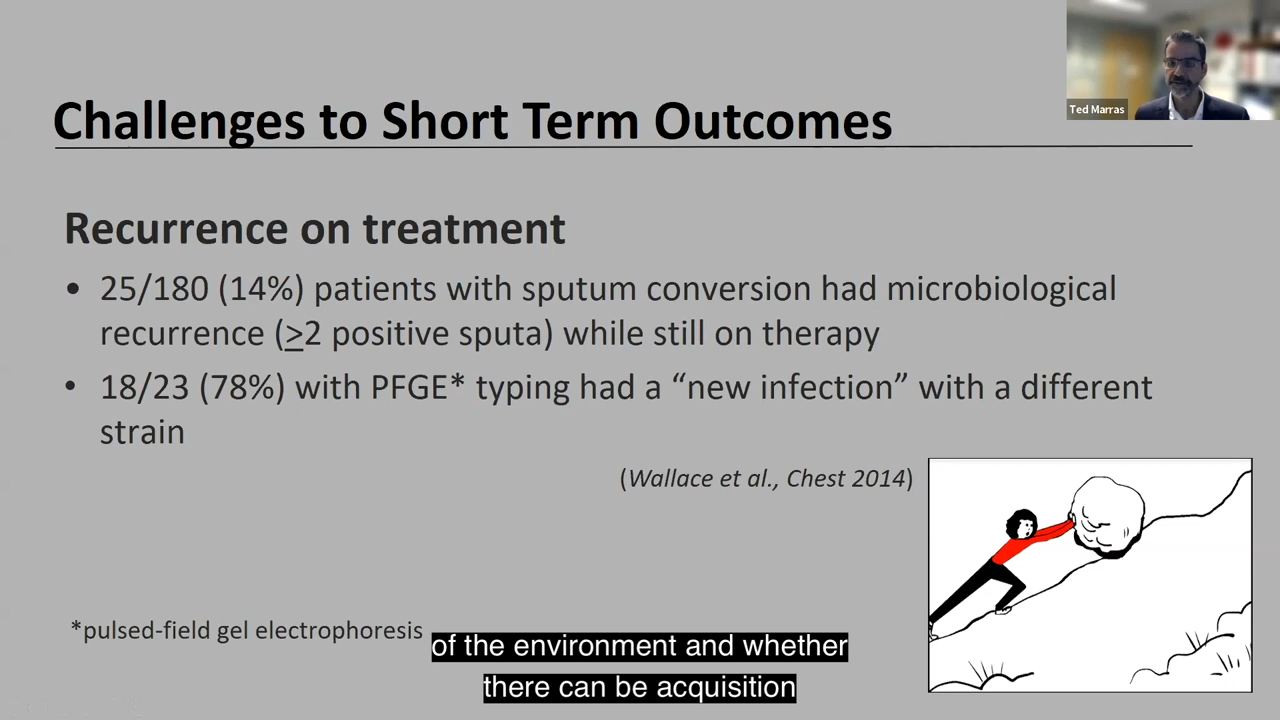 Ted Marras
Challenges to Short Term Outcomes
Recurrence on treatment
• 25/180 (14%) patients with sputum conversion had microbiological
recurrence (≥2 positive sputa) while still on therapy
• 18/23 (78%) with PFGE* typing had a “new infection” with a different
strain
(Wallace et al., Chest 2014)
*pulsed-field gel electrophoresis
of the environment and whether
there can be acquisition